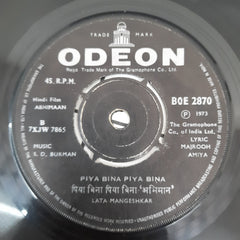 TRADE MARK
ODEON
Regd. Trade Mark of The Gramophone Co.
45. R.P.M.
BOE 2870
Hindi Film
ABHIMAAN
℗ 1973
B
7XJW 7865
The Gramophone
Co. of India Ltd.
LYRIC
MAJROOH
AMIYA
MUSIC
S. D. BURMAN
PIYA BINA PIYA BINA
पिया बिना पिया बिना 'अभिमान'
LATA MANGESHKAR